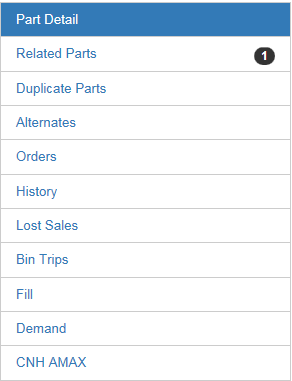 Part Detail
Related Parts 1
Duplicate Parts
Alternates
Orders
History
Lost Sales
Bin Trips
Fill
Demand
CNH AMAX